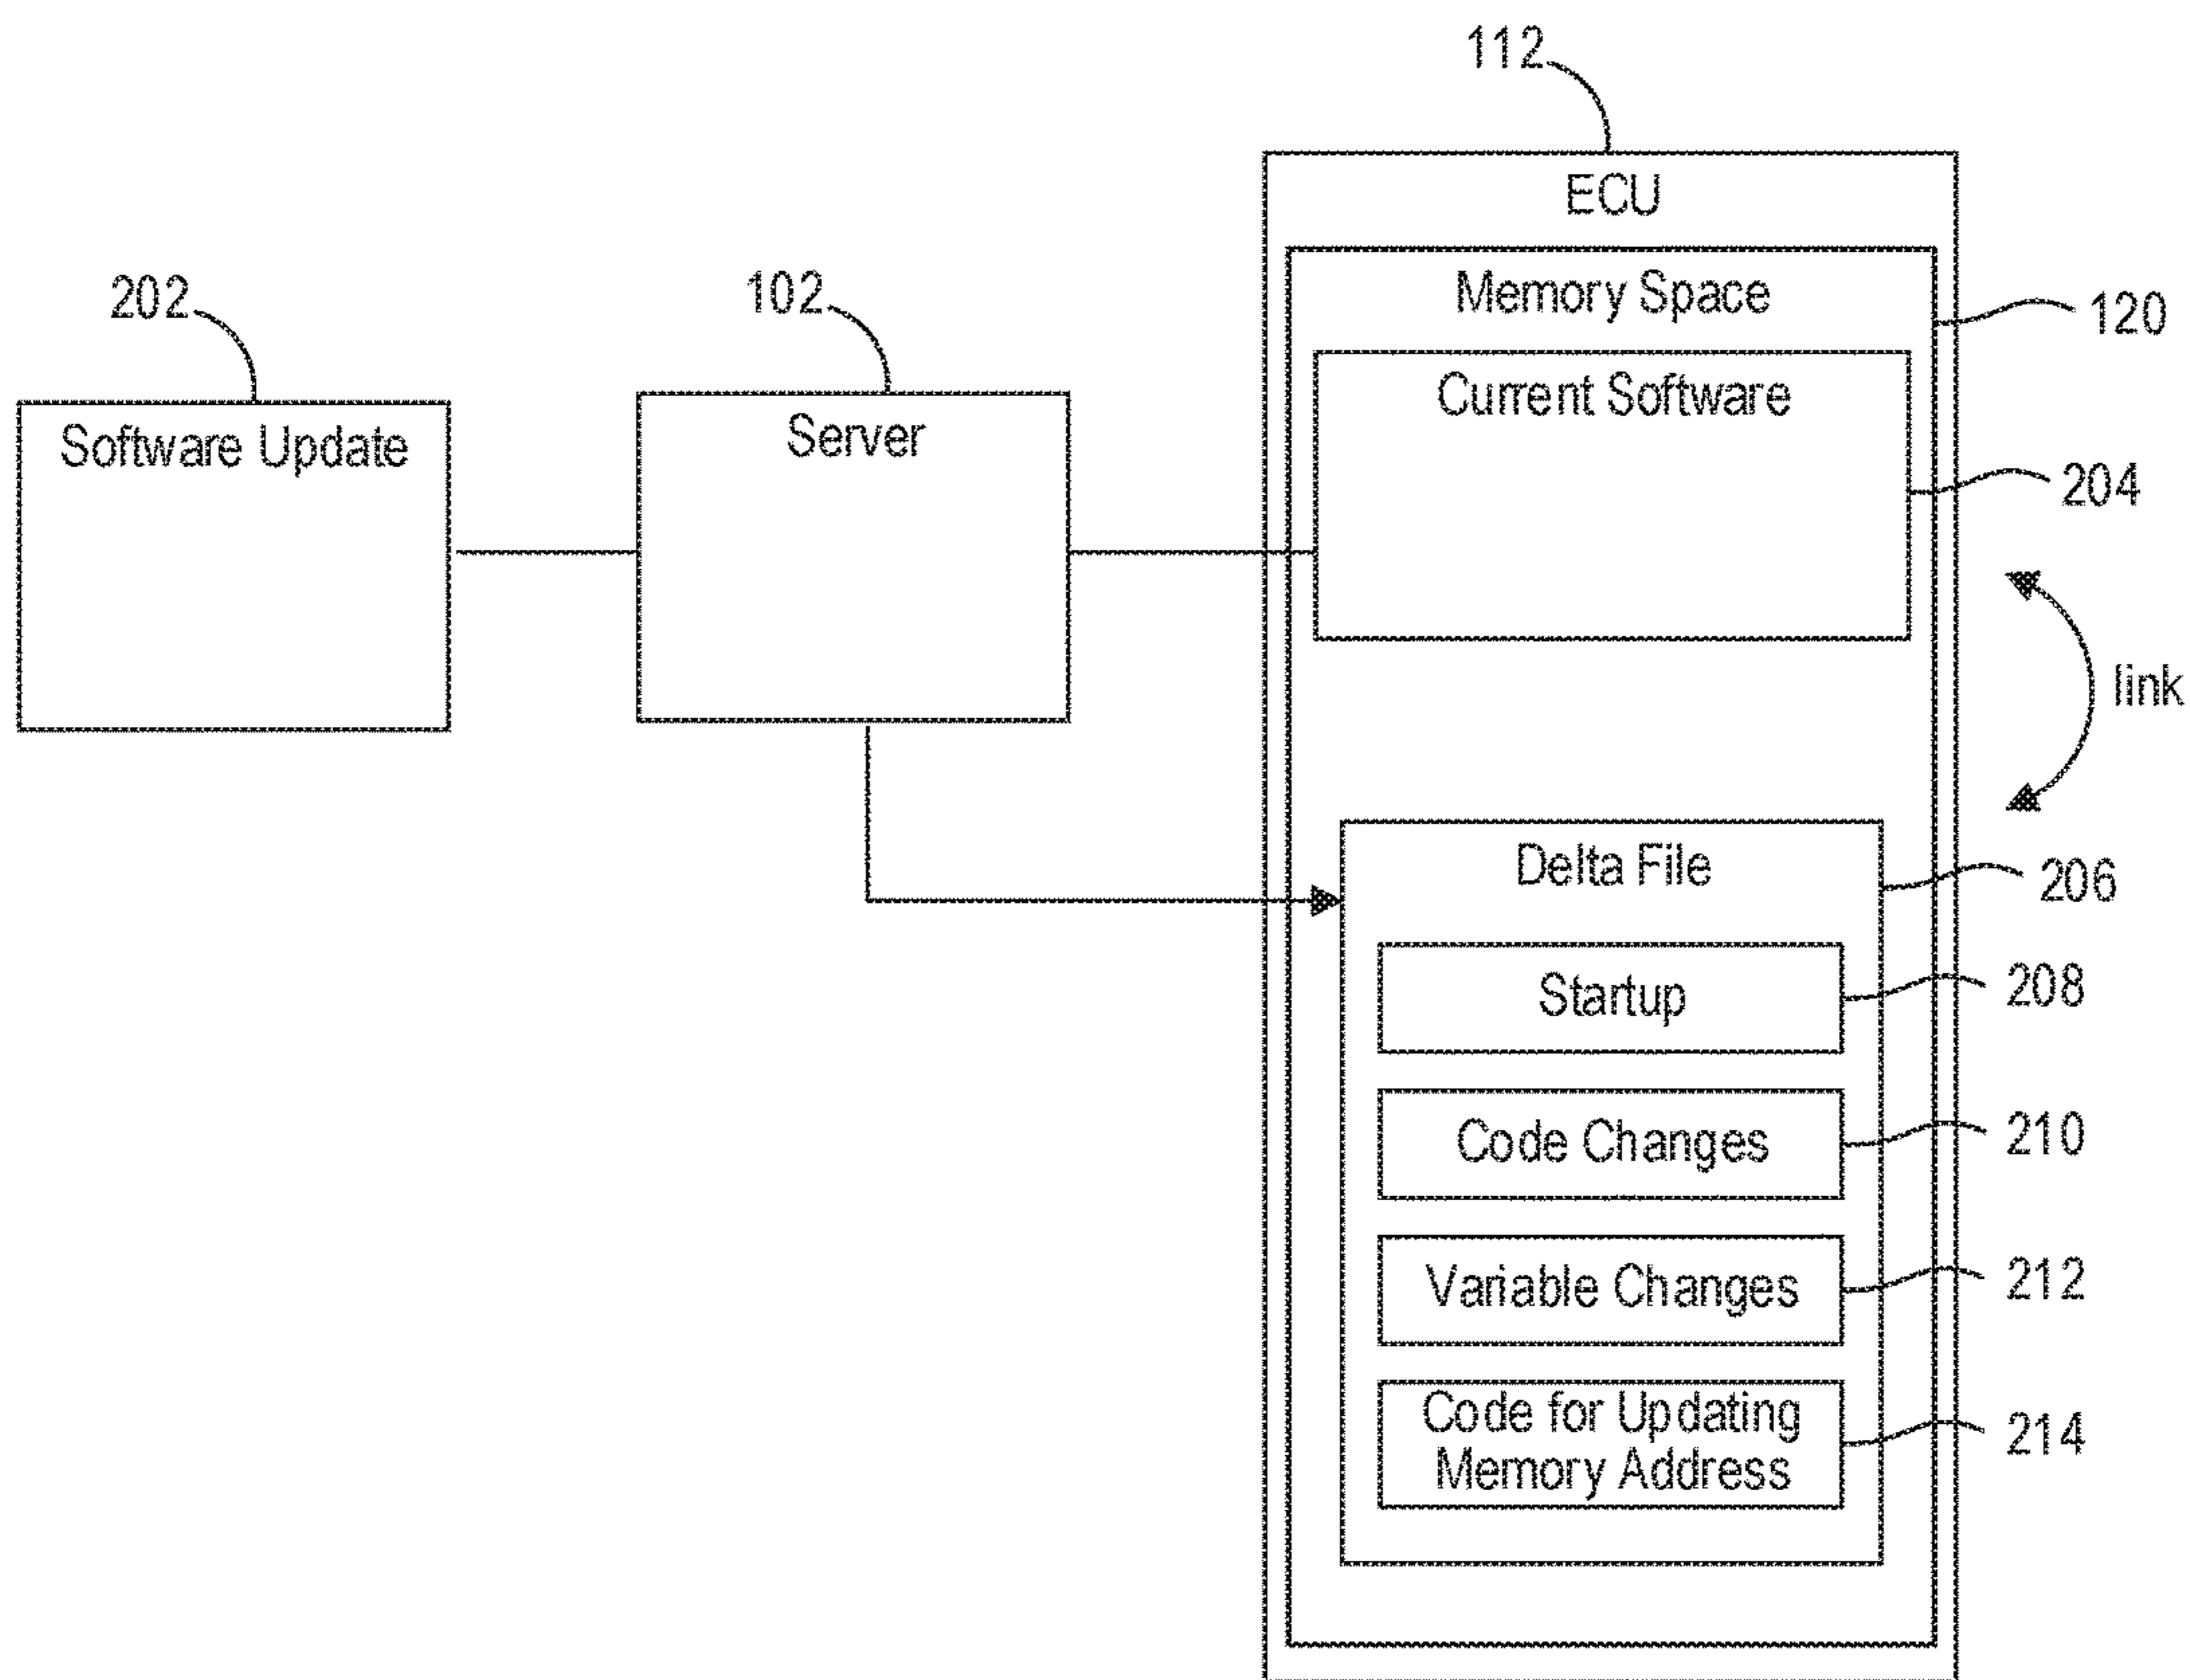 112
ECU
Memory Space
120
202
102
Software Update
Server
Current Software
204
link
Delta File
206
Startup
208
Code Changes
210
Variable Changes
212
Code for Updating
Memory Address
214